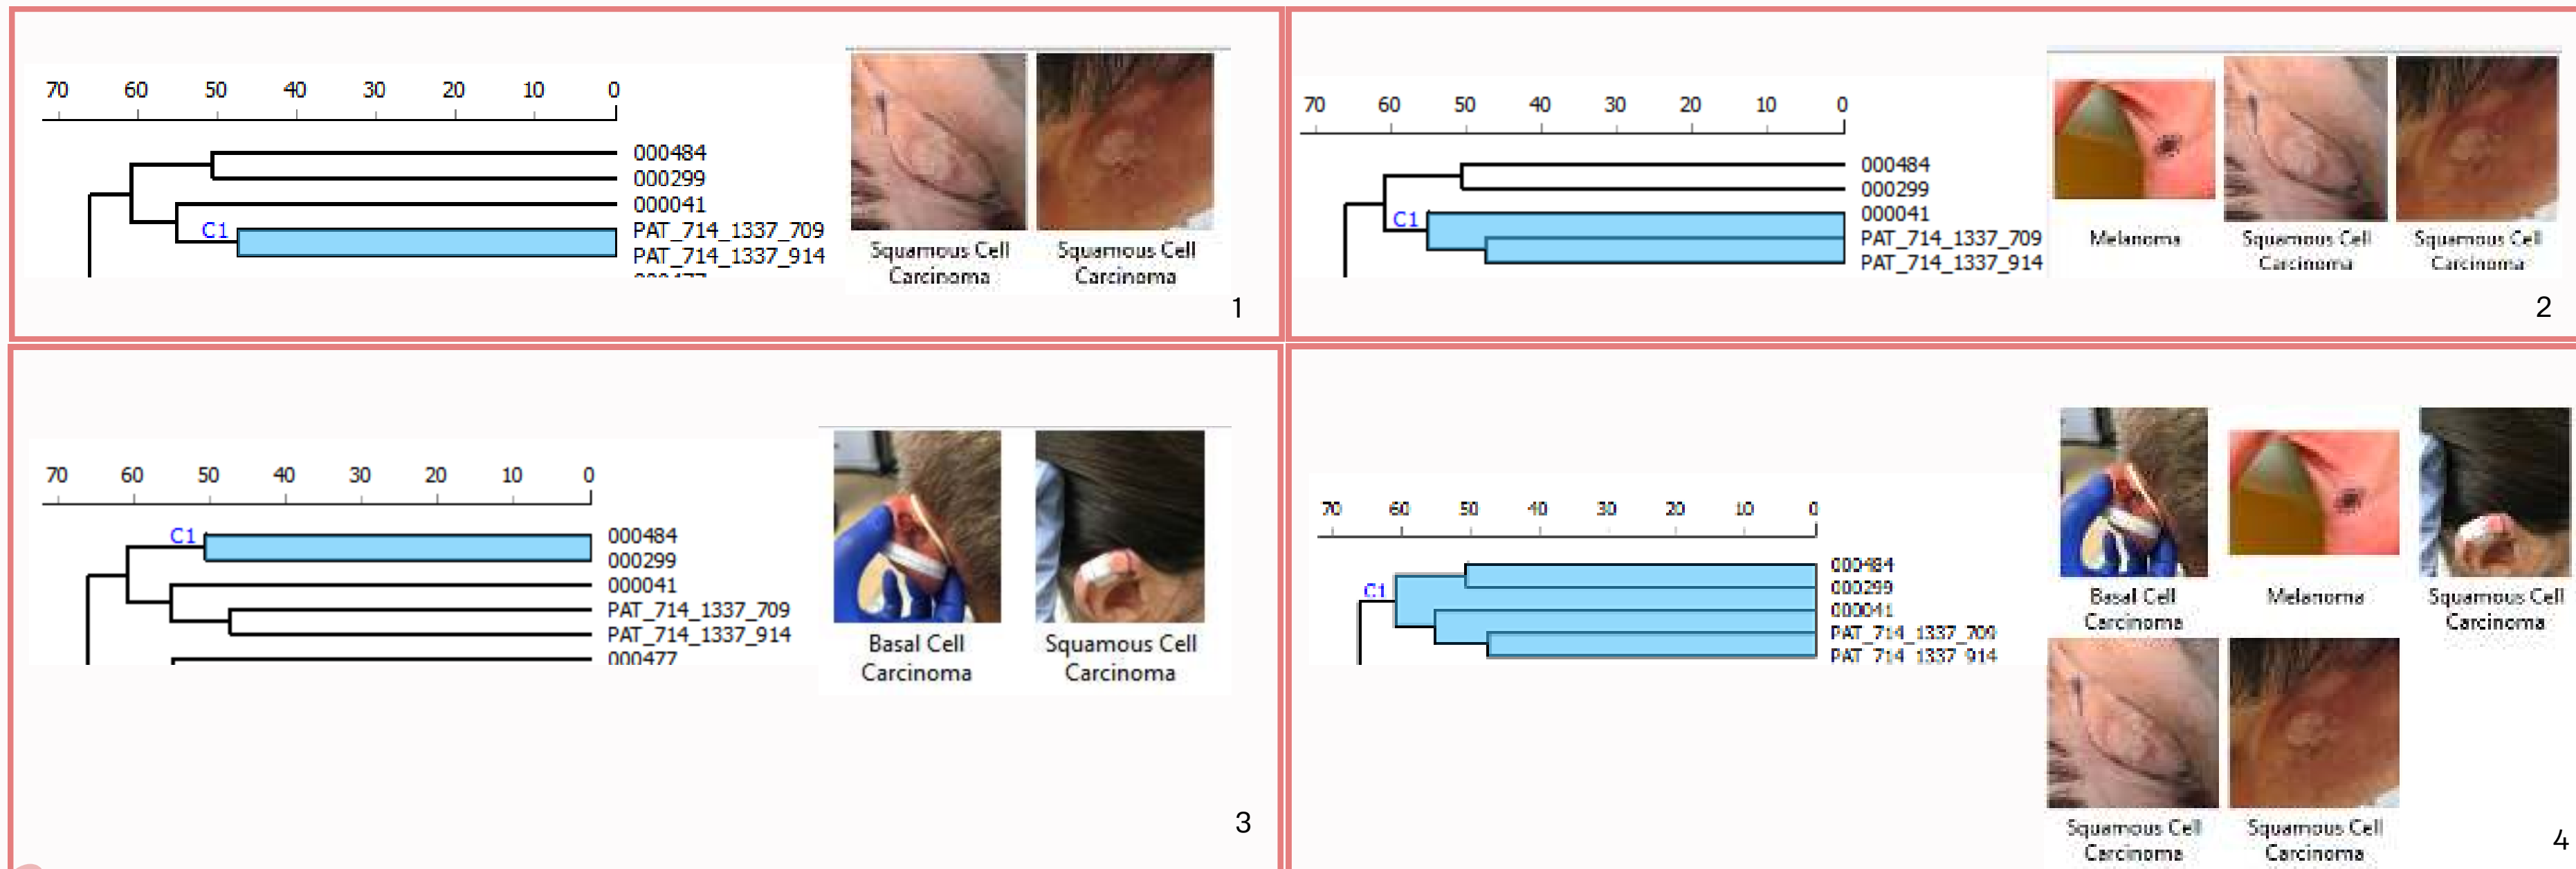 70 60 50 40 30 20 10 0
000484
000299
000041
C1
PAT_714_1337_709
PAT_714_1337_914
000477
Squamous Cell
Carcinoma
Squamous Cell
Carcinoma
1
70 60 50 40 30 20 10 0
000484
000299
C1
000041
PAT_714_1337_709
PAT_714_1337_914
Melanoma
Squamous Cell
Carcinoma
Squamous Cell
Carcinoma
2
70 60 50 40 30 20 10 0
C1
000484
000299
000041
PAT_714_1337_709
PAT_714_1337_914
000477
Basal Cell
Carcinoma
Squamous Cell
Carcinoma
3
70 60 50 40 30 20 10 0
000484
C1
000299
000041
PAT_714_1337_709
PAT_714_1337_914
Basal Cell
Carcinoma
Melanoma
Squamous Cell
Carcinoma
Squamous Cell
Carcinoma
Squamous Cell
Carcinoma
4